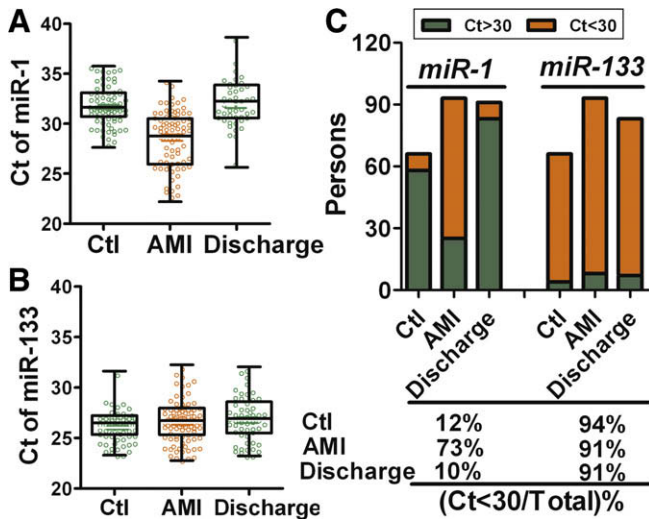 A
Ct of miR-1
40
35
30
25
20
Ctl AMI Discharge
B
Ct of miR-133
40
35
30
25
20
Ctl AMI Discharge
C
Ct>30 Ct<30
Persons
120
90
60
30
0
miR-1 miR-133
Ctl AMI Discharge Ctl AMI Discharge
Ctl 12% 94%
AMI 73% 91%
Discharge 10% 91%
(Ct<30/Total)%